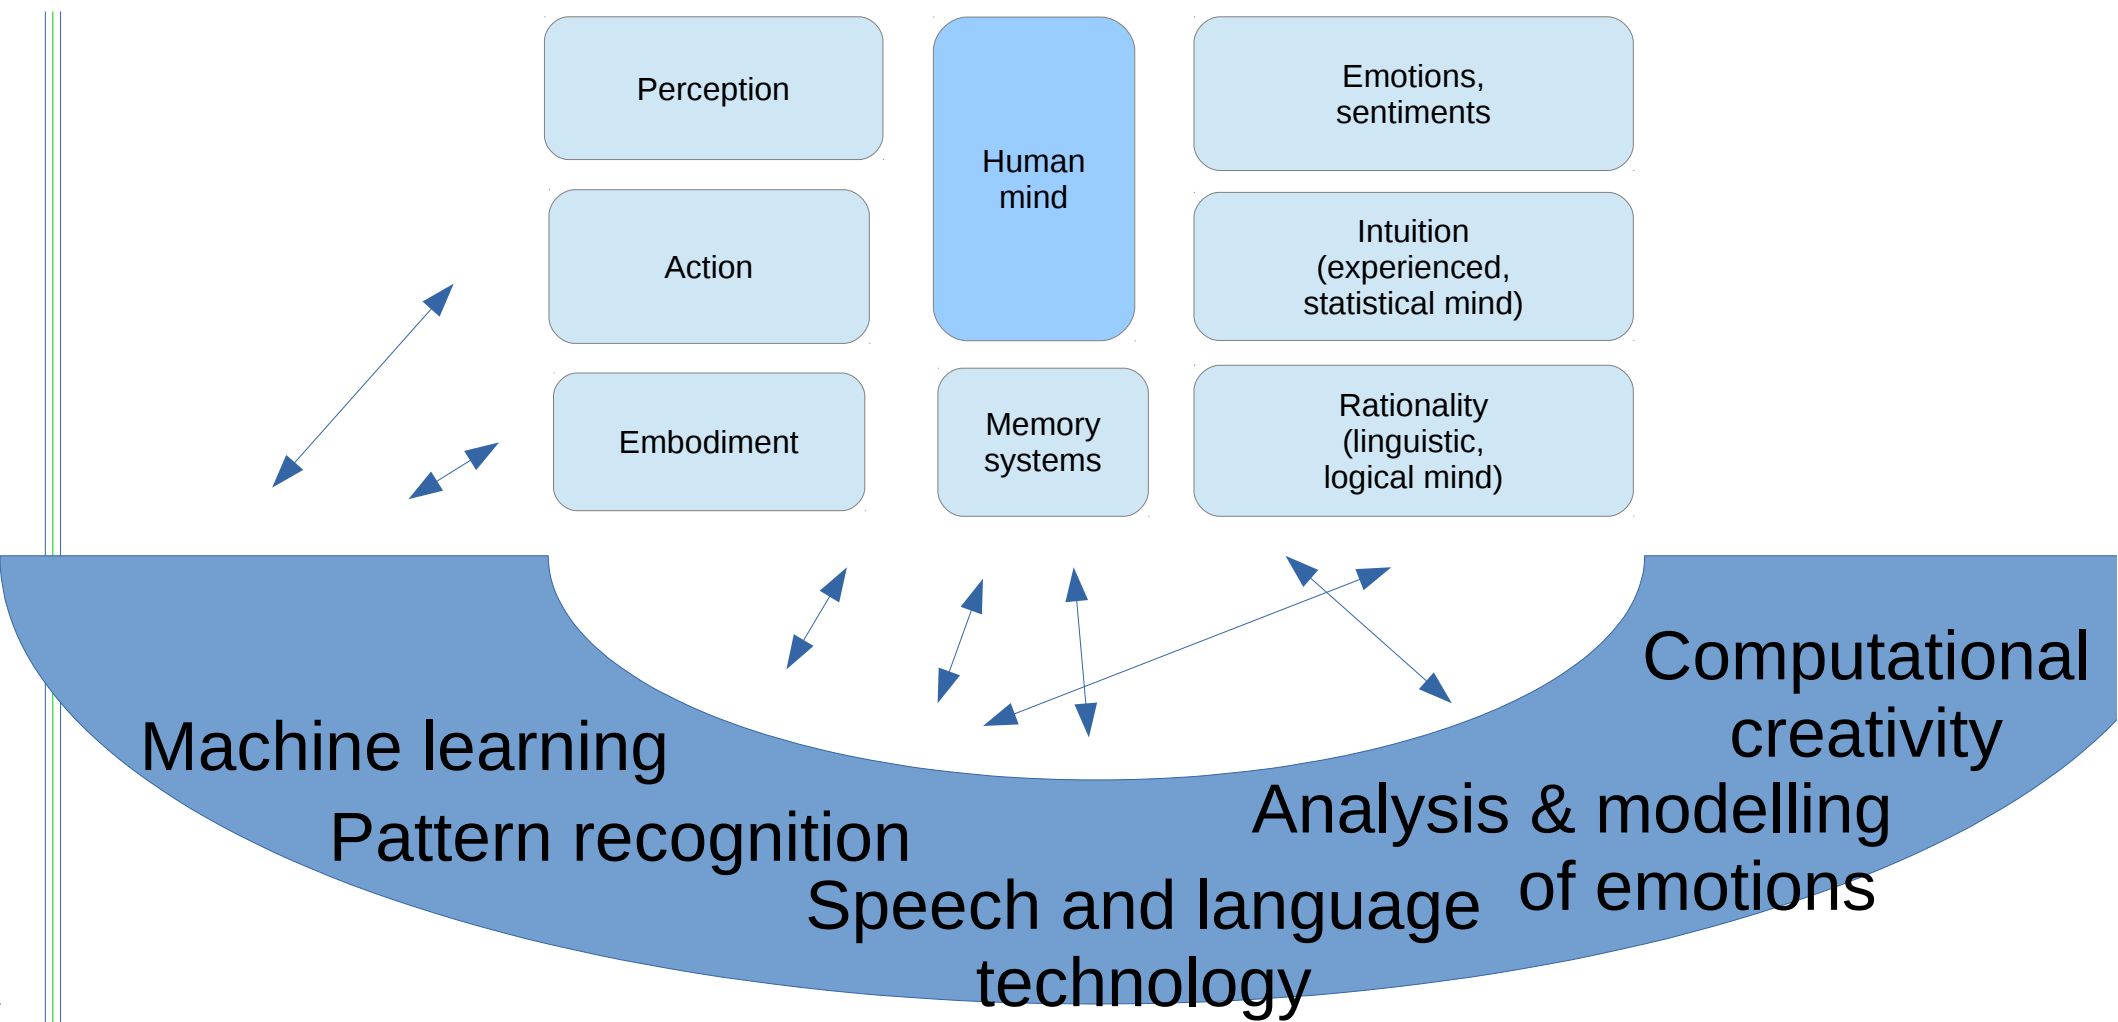 Perception
Human
mind
Emotions,
sentiments
Action
Intuition
(experienced,
statistical mind)
Embodiment
Memory
systems
Rationality
(linguistic,
logical mind)
Machine learning
Pattern recognition
Speech and language
technology
Analysis & modelling
of emotions
Computational
creativity